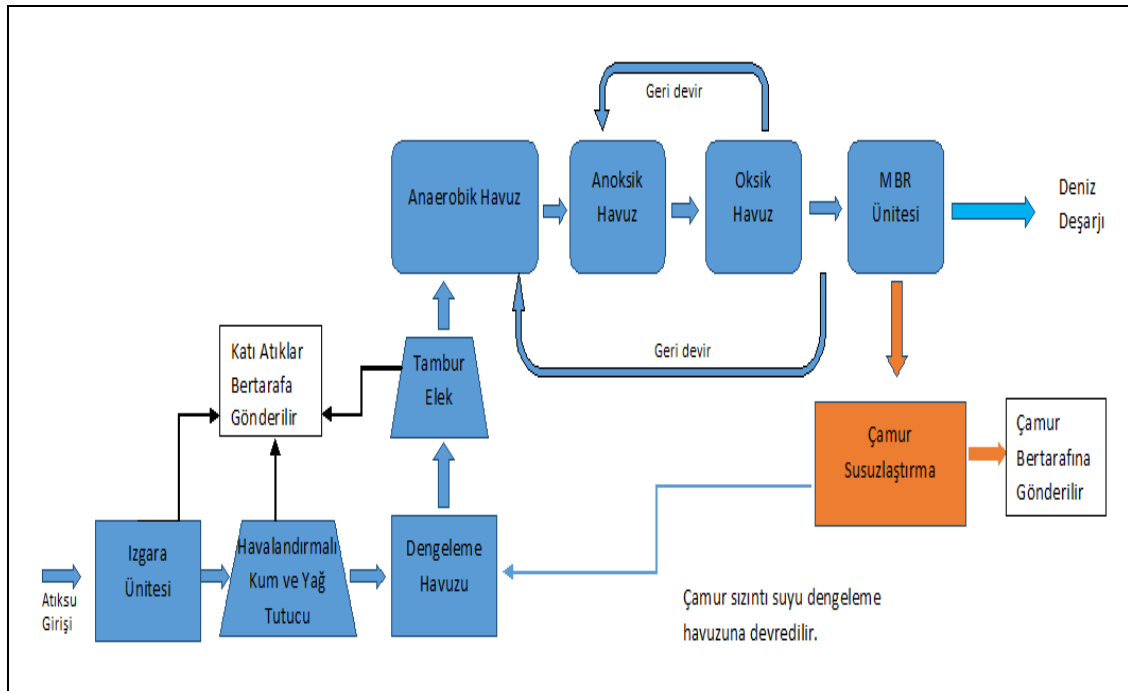 Geri devir
Anaerobik Havuz
Anoksik
Havuz
Oksik
Havuz
MBR
Ünitesi
Deniz
Deşarjı
Geri devir
Katı Atıklar
Bertarafa
Gönderilir
Tambur
Elek
Çamur
Susuzlaştırma
Çamur
Bertarafına
Gönderilir
Atıksu
Girişi
Izgara
Ünitesi
Havalandırmalı
Kum ve Yağ
Tutucu
Dengeleme
Havuzu
Çamur sızıntı suyu dengeleme
havuzuna devredilir.